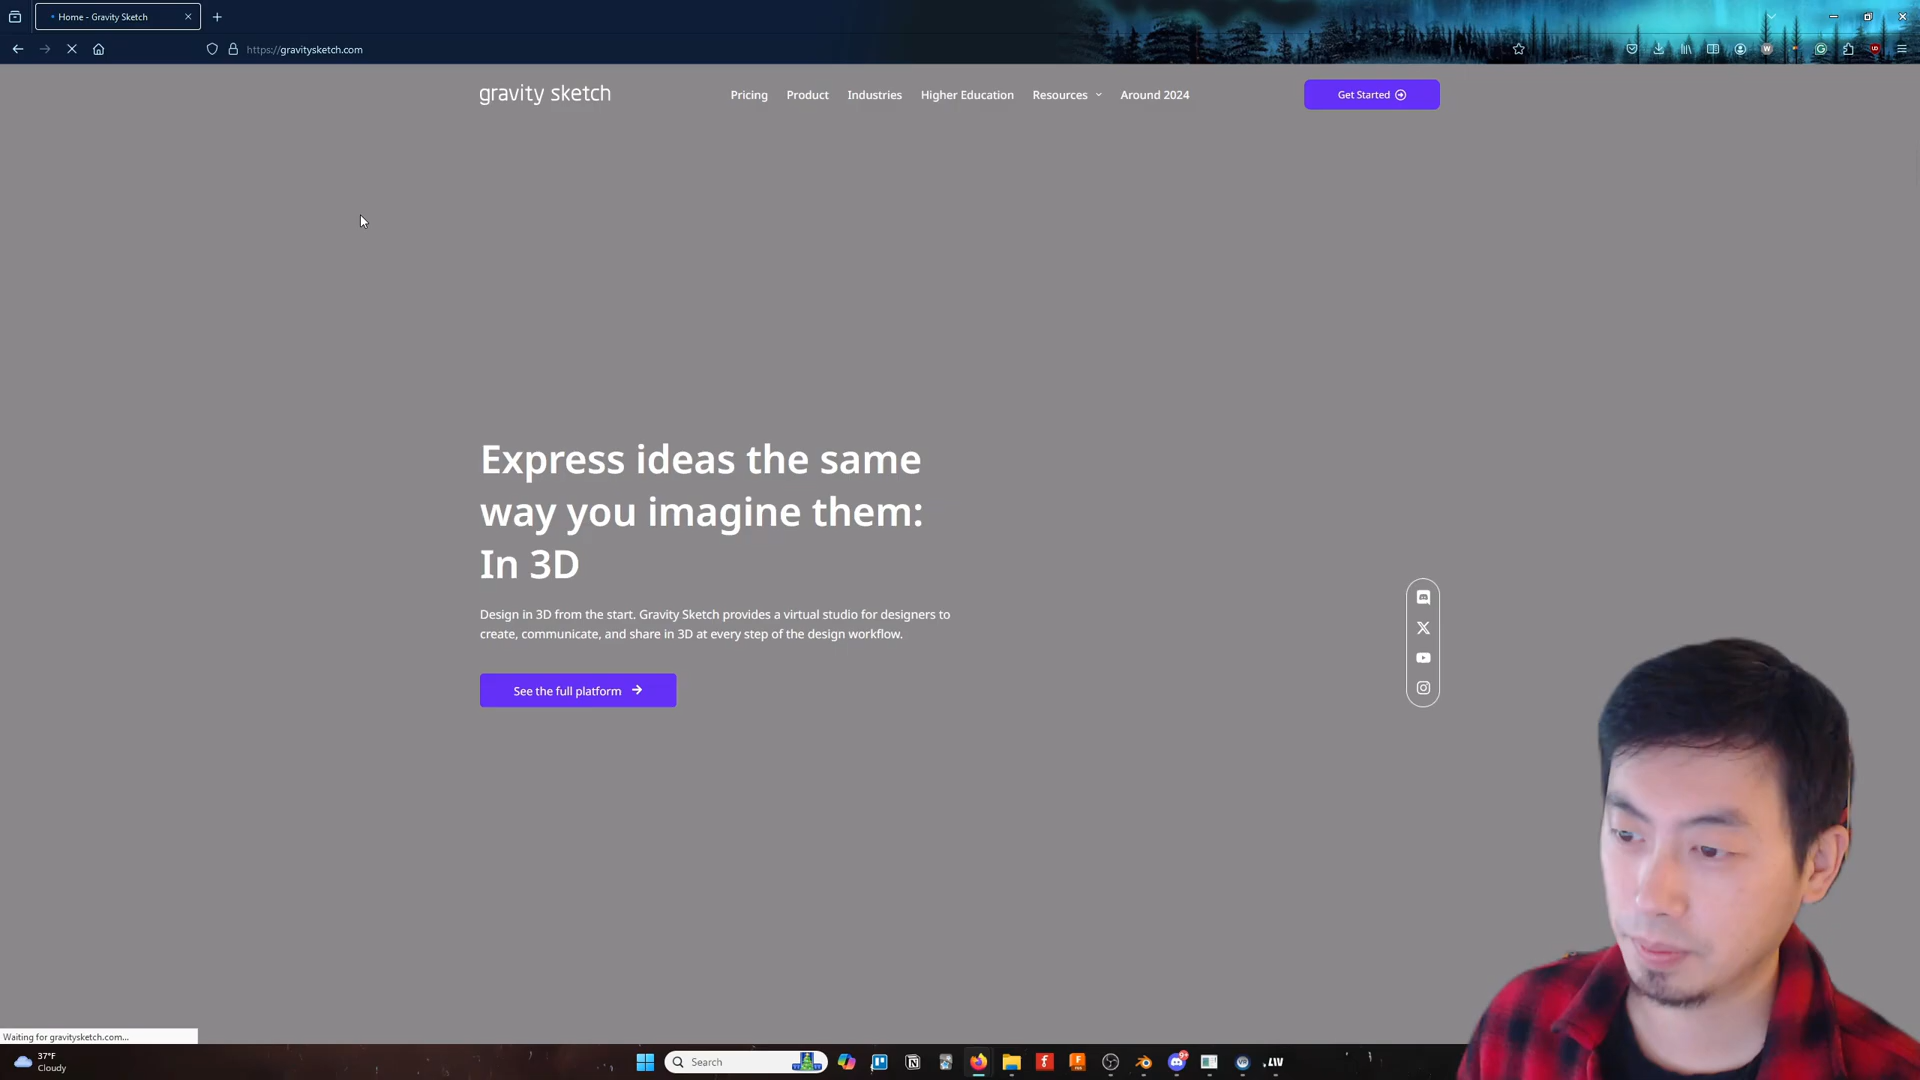 Home - Gravity Sketch
https://gravitysketch.com
gravity sketch
Pricing
Product
Industries
Higher Education
Resources
Around 2024
Get Started
Express ideas the same
way you imagine them:
In 3D
Design in 3D from the start. Gravity Sketch provides a virtual studio for designers to
create, communicate, and share in 3D at every step of the design workflow.
See the full platform
Waiting for gravitysketch.com...
37°F
Cloudy
Search
LIV